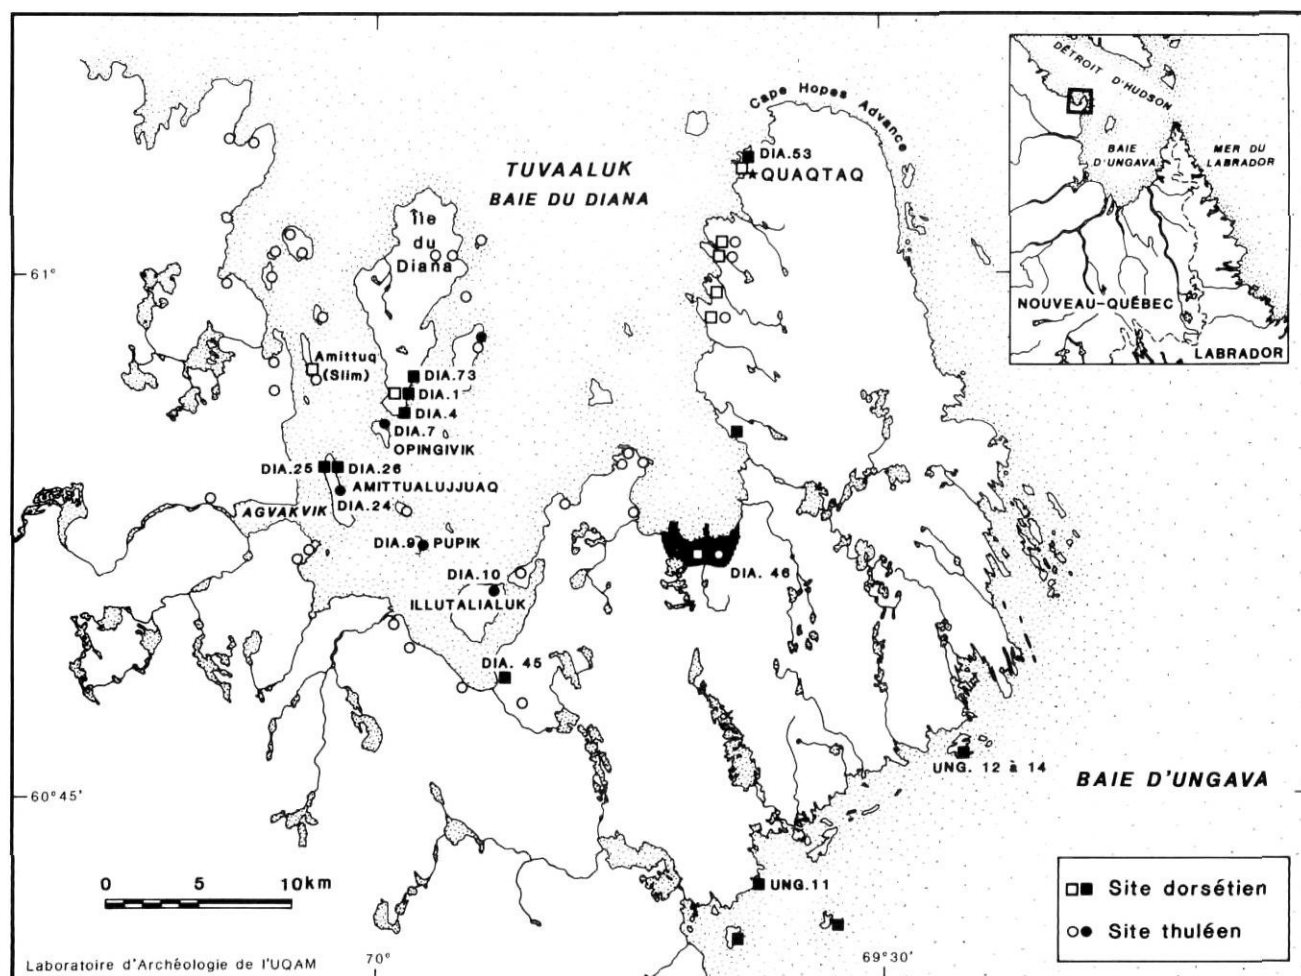 Cape Hopes Advance
DÉTROIT D'HUDSON
BAIE
D'UNGAVA
MER DU
LABRADOR
NOUVEAU-QUÉBEC
LABRADOR
DIA.53
★QUAQTAQ
TUVAALUK
BAIE DU DIANA
Île
du
Diana
61°
Amittuq
(Slim)
DIA.73
DIA.1
DIA.4
DIA.7
OPINGIVIK
DIA.25
DIA.26
AMITTUALUJJUAQ
DIA.24
AGVAKVIK
DIA.9
PUPIK
DIA.10
ILLUTALIALUK
DIA. 46
DIA. 45
UNG. 12 à 14
BAIE D'UNGAVA
60°45'
0 5 10km
UNG.11
Site dorsétien
Site thuléen
Laboratoire d'Archéologie de l'UQAM
70°
69°30'